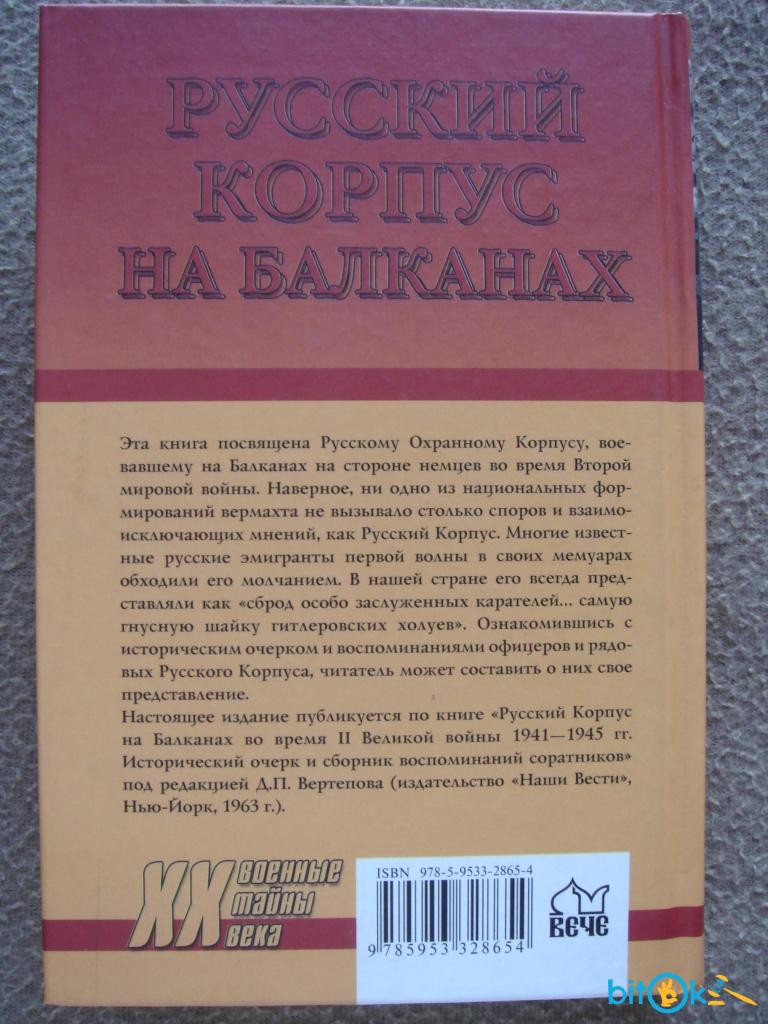 РУССКИЙ
КОРПУС
НА БАЛКАНАХ
Эта книга посвящена Русскому Охранному Корпусу, вое-
вавшему на Балканах на стороне немцев во время Второй
мировой войны. Наверное, ни одно из национальных фор-
мирований вермахта не вызывало столько споров и взаимо-
исключающих мнений, как Русский Корпус. Многие извест-
ные русские эмигранты первой волны в своих мемуарах
обходили его молчанием. В нашей стране его всегда пред-
ставляли как «сброд особо заслуженных карателей... самую
гнусную шайку гитлеровских холуев». Ознакомившись с
историческим очерком и воспоминаниями офицеров и рядо-
вых Русского Корпуса, читатель может составить о них свое
представление.
Настоящее издание публикуется по книге «Русский Корпус
на Балканах во время II Великой войны 1941—1945 гг.
Исторический очерк и сборник воспоминаний соратников»
под редакцией Д.П. Вертепова (издательство «Наши Вести»,
Нью-Йорк, 1963 г.).
XX военные
тайны
века
ISBN 978-5-9533-2865-4
9 785953 328654
ВЕЧЕ
bitOk